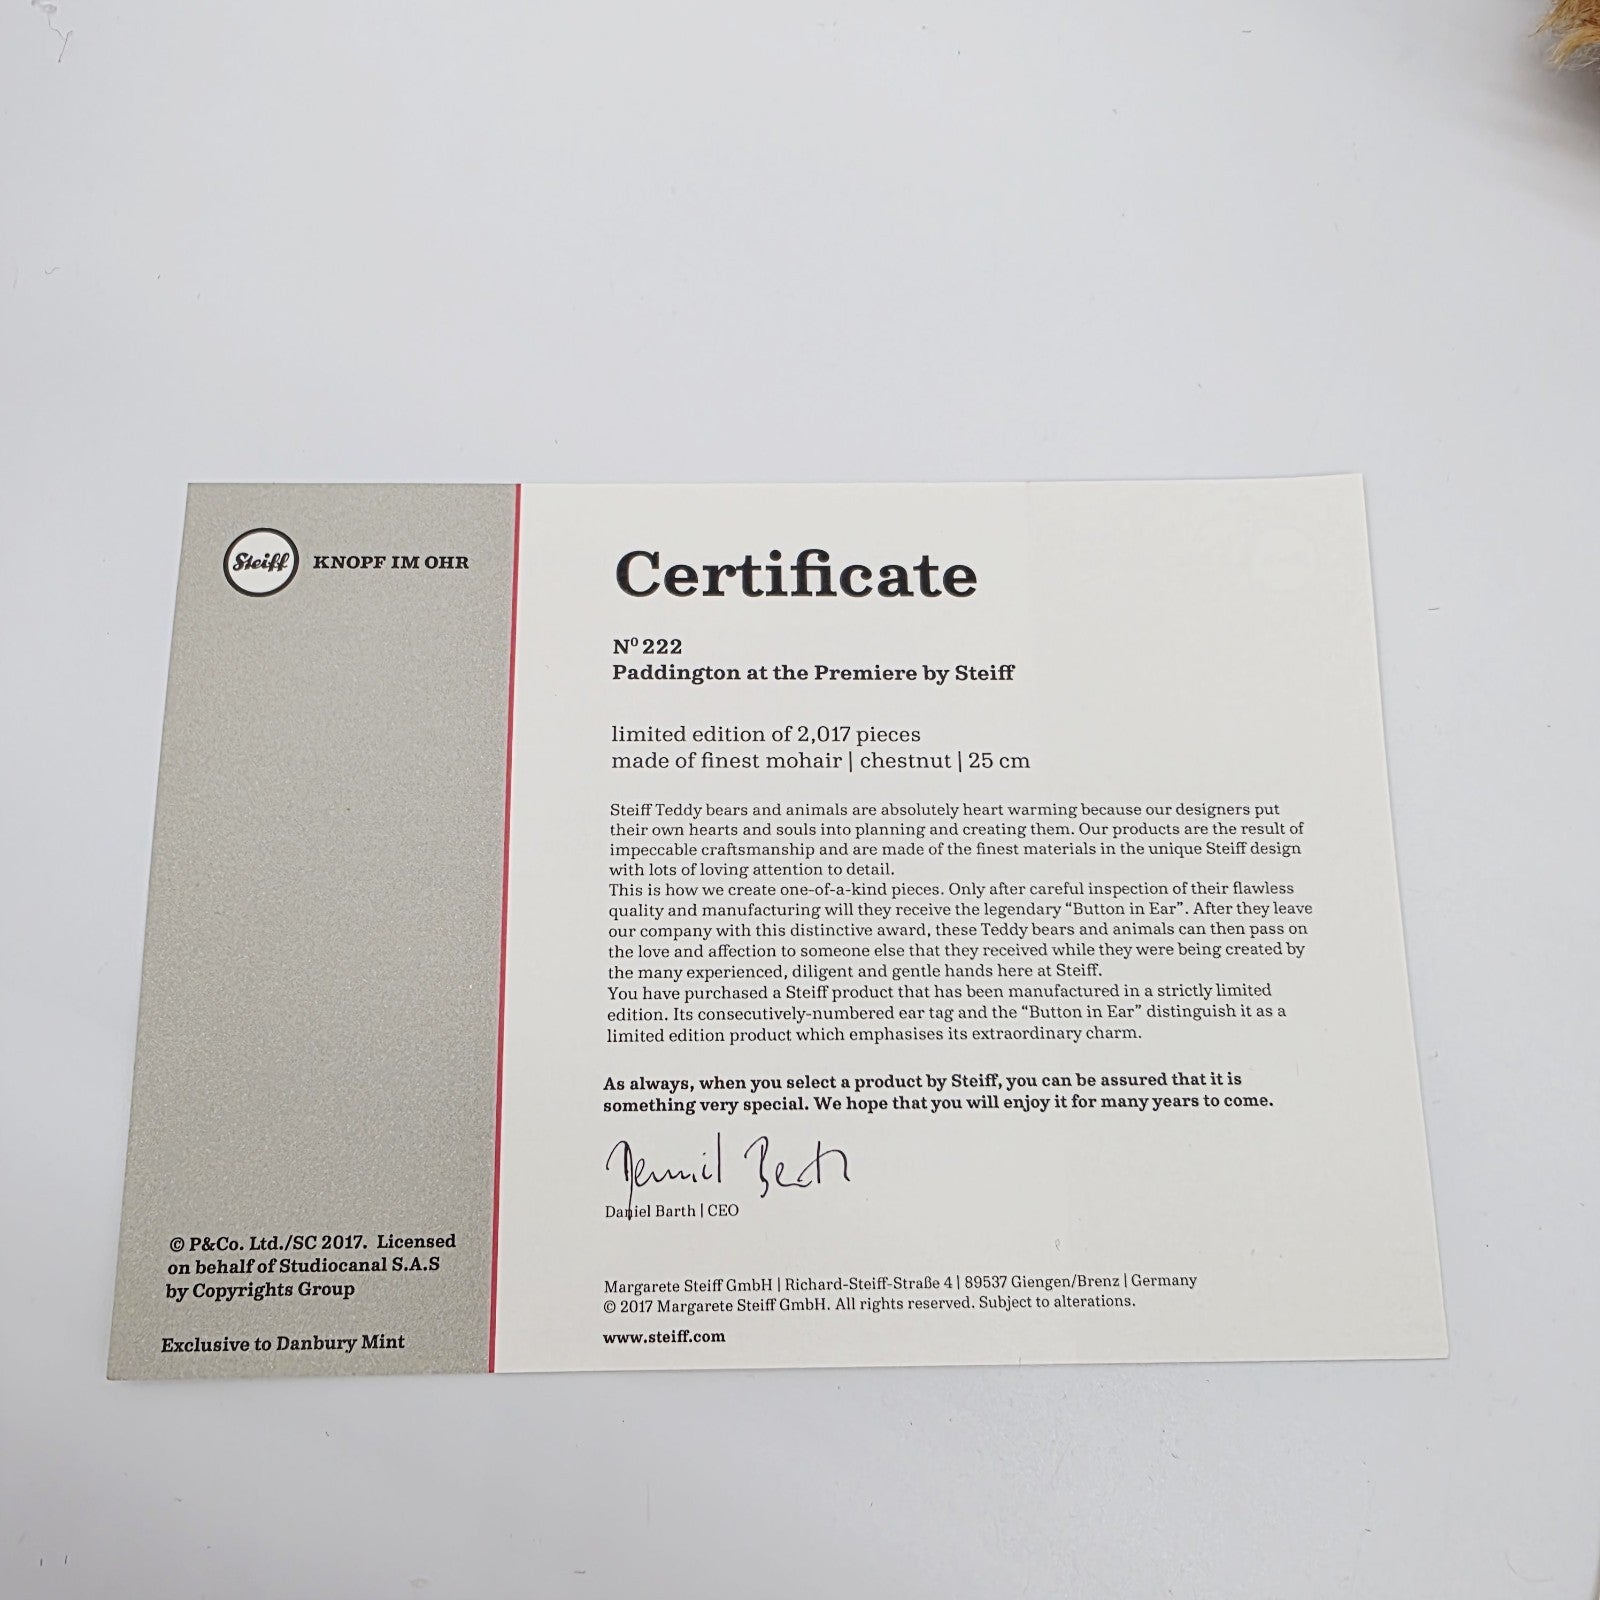 Steiff KNOPF IM OHR
© P&Co. Ltd./SC 2017. Licensed
on behalf of Studiocanal S.A.S
by Copyrights Group
Exclusive to Danbury Mint
Certificate
Nº 222
Paddington at the Premiere by Steiff
limited edition of 2,017 pieces
made of finest mohair | chestnut | 25 cm
Steiff Teddy bears and animals are absolutely heart warming because our designers put
their own hearts and souls into planning and creating them. Our products are the result of
impeccable craftsmanship and are made of the finest materials in the unique Steiff design
with lots of loving attention to detail.
This is how we create one-of-a-kind pieces. Only after careful inspection of their flawless
quality and manufacturing will they receive the legendary “Button in Ear”. After they leave
our company with this distinctive award, these Teddy bears and animals can then pass on
the love and affection to someone else that they received while they were being created by
the many experienced, diligent and gentle hands here at Steiff.
You have purchased a Steiff product that has been manufactured in a strictly limited
edition. Its consecutively-numbered ear tag and the “Button in Ear” distinguish it as a
limited edition product which emphasises its extraordinary charm.
As always, when you select a product by Steiff, you can be assured that it is
something very special. We hope that you will enjoy it for many years to come.
Daniel Barth
Daniel Barth | CEO
Margarete Steiff GmbH | Richard-Steiff-Straße 4 | 89537 Giengen/Brenz | Germany
© 2017 Margarete Steiff GmbH. All rights reserved. Subject to alterations.
www.steiff.com